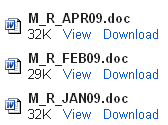 M_R_APR09.doc
32K View Download
M_R_FEB09.doc
29K View Download
M_R_JAN09.doc
32K View Download